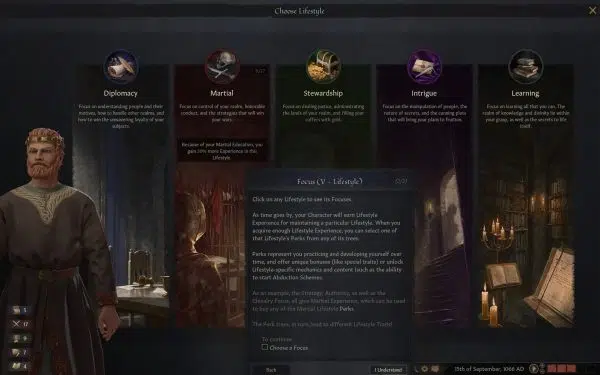 Choose Lifestyle
Diplomacy
Focus on understanding people and their
motives, how to handle other realms, and
how to win the unwavering loyalty of your
subjects.
Martial
Focus on control of your realm, honorable
conduct, and the strategies that will win
your wars.
Because of your Martial Education, you
gain more Experience in this
Lifestyle
Stewardship
Focus on dealing justice, administrating
the levels of your realm, and filling your
coffers with gold.
Intrigue
Focus on the manipulation of people, the
nature of secrets, and the cunning plots
that will bring your plans to fruition.
Learning
Focus on learning all that you can. The
realm of knowledge and divinity lie within
your grasp, as well as the secrets to life
itself.
Focus (V - Lifestyle)
Click on any Lifestyle to see its Focuses.
As time goes by, your Character will earn Lifestyle
Experience for maintaining a particular Lifestyle. When you
acquire enough Lifestyle Experience, you can select one
of that Lifestyle's Perks from any of its trees.
Perks represent you practicing and developing yourself over
time, and offer unique bonuses (like special traits) or unlock
Lifestyle-specific mechanics and content (such as the ability
to start Abduction Schemes.
As an example, the Strategy, Authority, as well as the
Chivalry Focus, all give Martial Experience, which can be used
to buy any of the Martial Lifestyle Perks.
The Perk trees, in turn, lead to different Lifestyle Traits!
To continue:
Choose a Focus
Back
I Understand
15th of September, 1066 AD
5
17
9
7
4